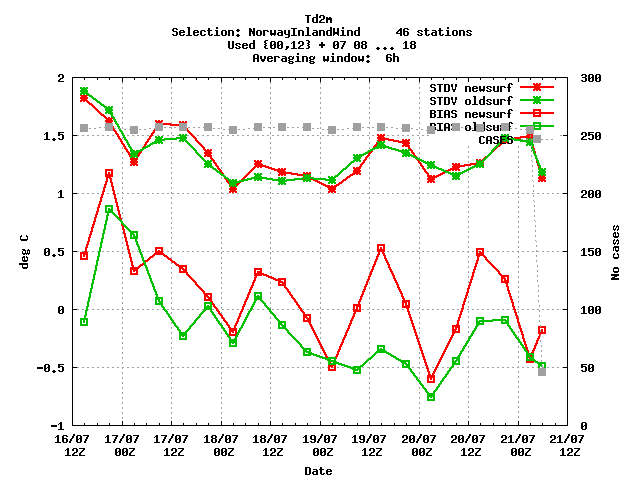 Td2m
Selection: NorwayInlandWind 46 stations
Used {00,12} + 07 08 ... 18
Averaging window: 6h
2
1.5
1
0.5
0
-0.5
-1
deg C
300
250
200
150
100
50
0
No cases
STDV newsurf
STDV oldsurf
BIAS newsurf
BIAS oldsurf
CASES
16/07 17/07 17/07 18/07 18/07 19/07 19/07 20/07 20/07 21/07 21/07
12Z 00Z 12Z 00Z 12Z 00Z 12Z 00Z 12Z 00Z 12Z
Date